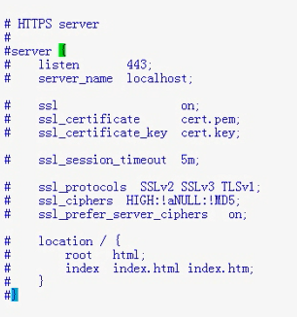 # HTTPS server
#
#server {
#    listen       443;
#    server_name  localhost;

#    ssl                  on;
#    ssl_certificate      cert.pem;
#    ssl_certificate_key  cert.key;

#    ssl_session_timeout  5m;

#    ssl_protocols  SSLv2 SSLv3 TLSv1;
#    ssl_ciphers  HIGH:!aNULL:!MD5;
#    ssl_prefer_server_ciphers   on;

#    location / {
#        root   html;
#        index  index.html index.htm;
#    }
#}